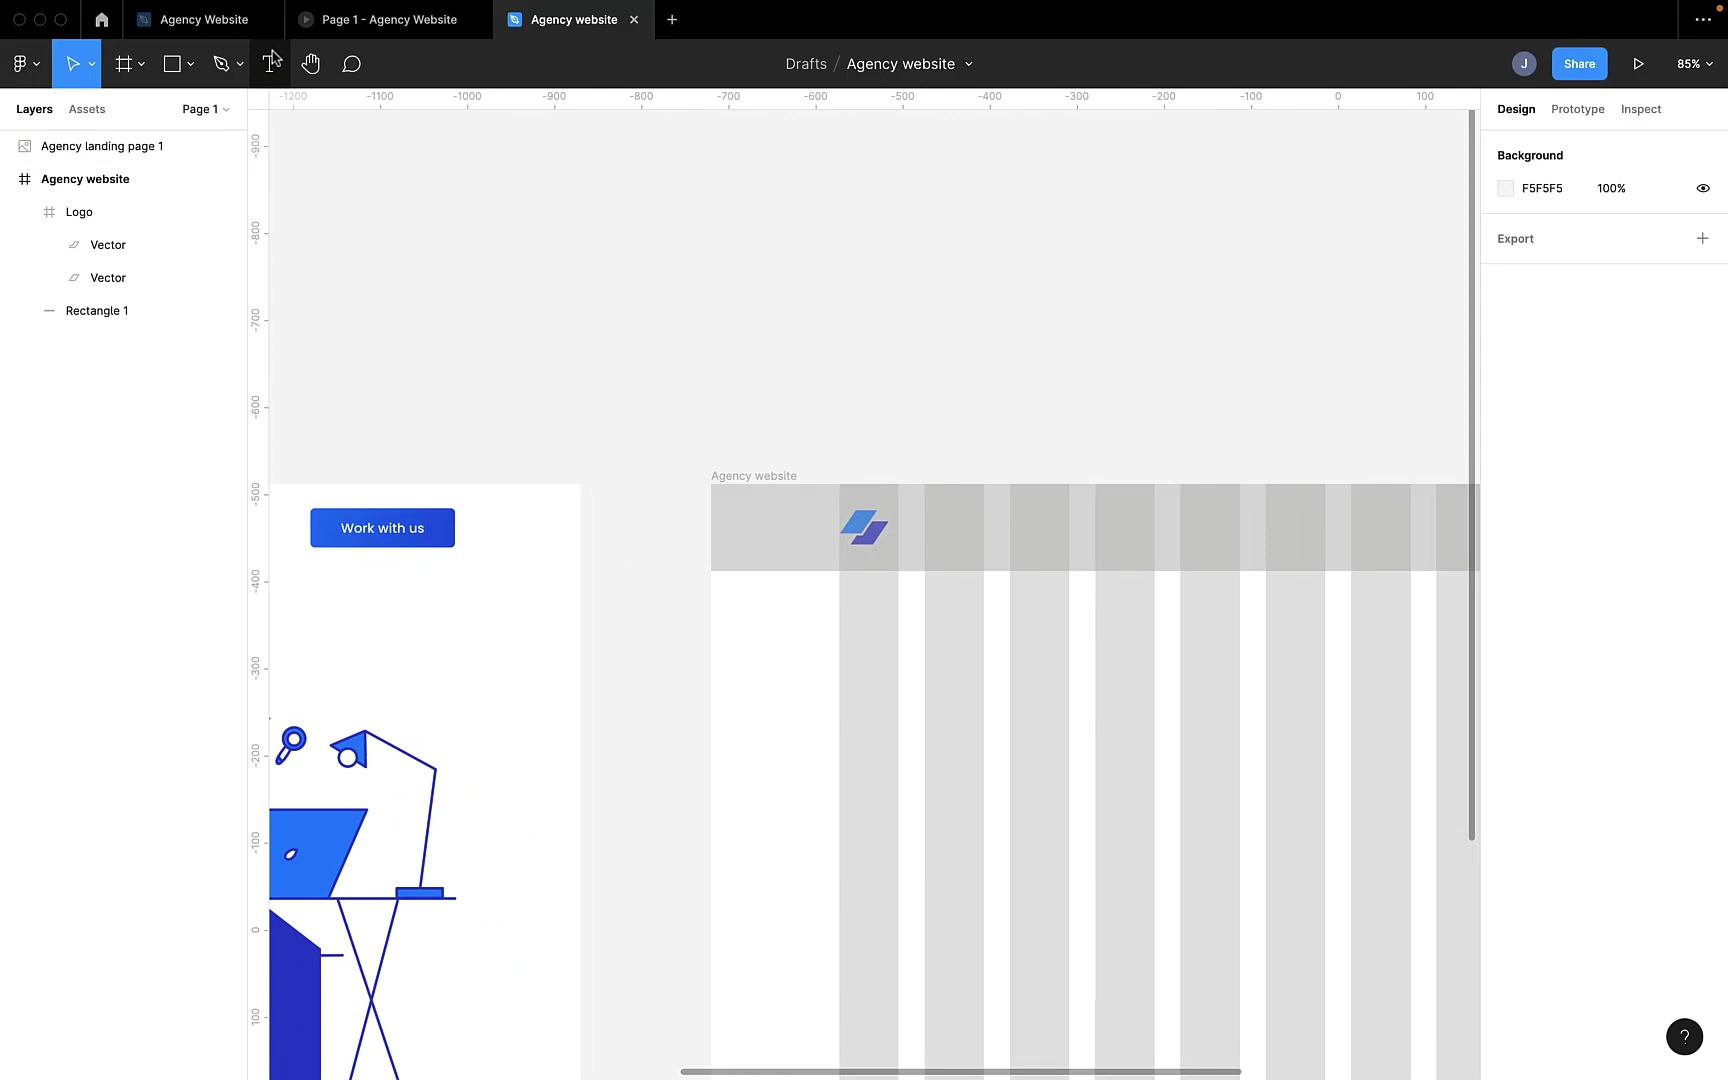 Agency Website
Page 1 - Agency Website
Agency website
Drafts / Agency website
J
Share
85%
Layers
Assets
Page 1
Agency landing page 1
Agency website
Logo
Vector
Vector
Rectangle 1
-1200
-1100
-1000
-900
-800
-700
-600
-500
-400
-300
-200
-100
0
100
-900
-800
-700
-600
-500
-400
-300
-200
-100
0
100
Agency website
Work with us
Design
Prototype
Inspect
Background
F5F5F5
100%
Export
?